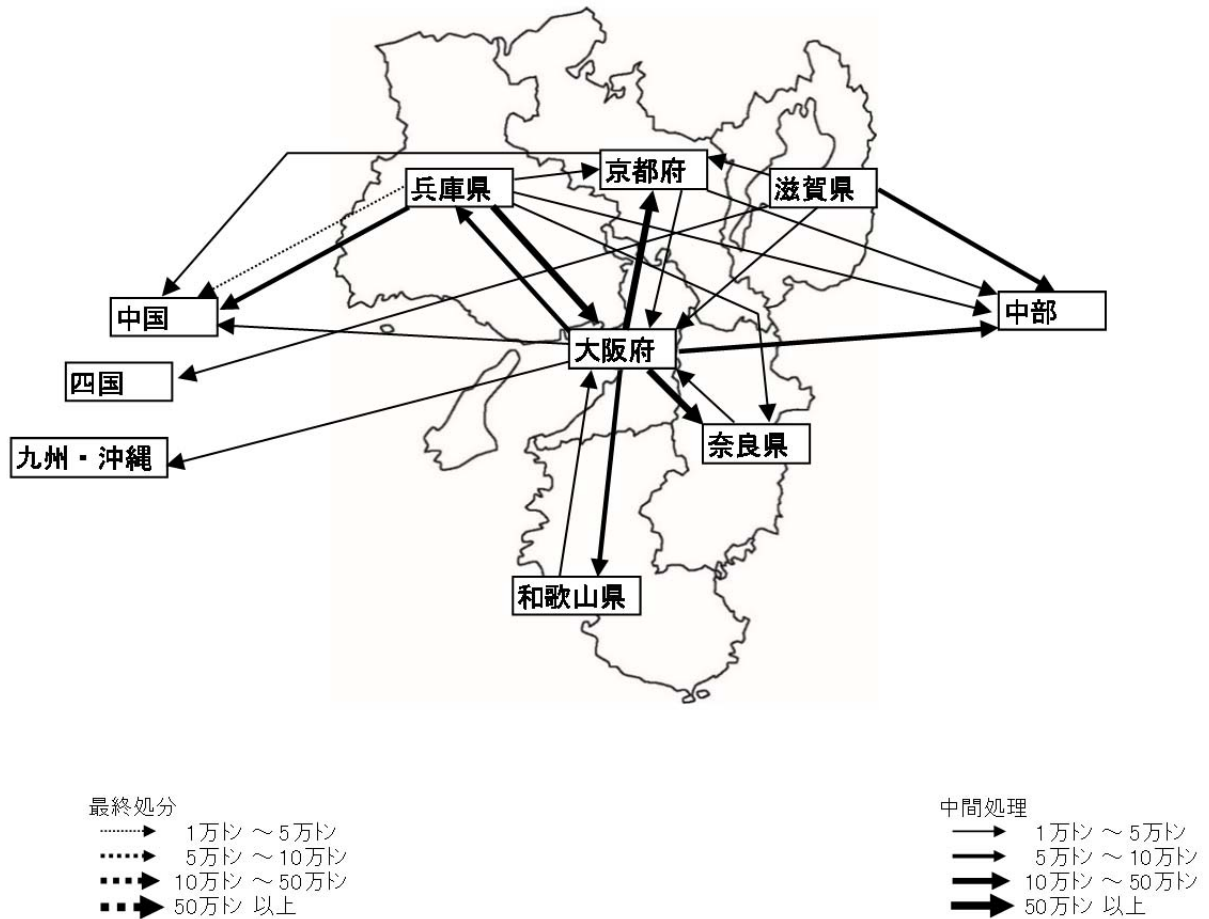 京都府
兵庫県
滋賀県
中国
中部
大阪府
四国
奈良県
九州・沖縄
和歌山県
最終処分
1万トン ～ 5万トン
5万トン ～ 10万トン
10万トン ～ 50万トン
50万トン 以上
中間処理
1万トン ～ 5万トン
5万トン ～ 10万トン
10万トン ～ 50万トン
50万トン 以上